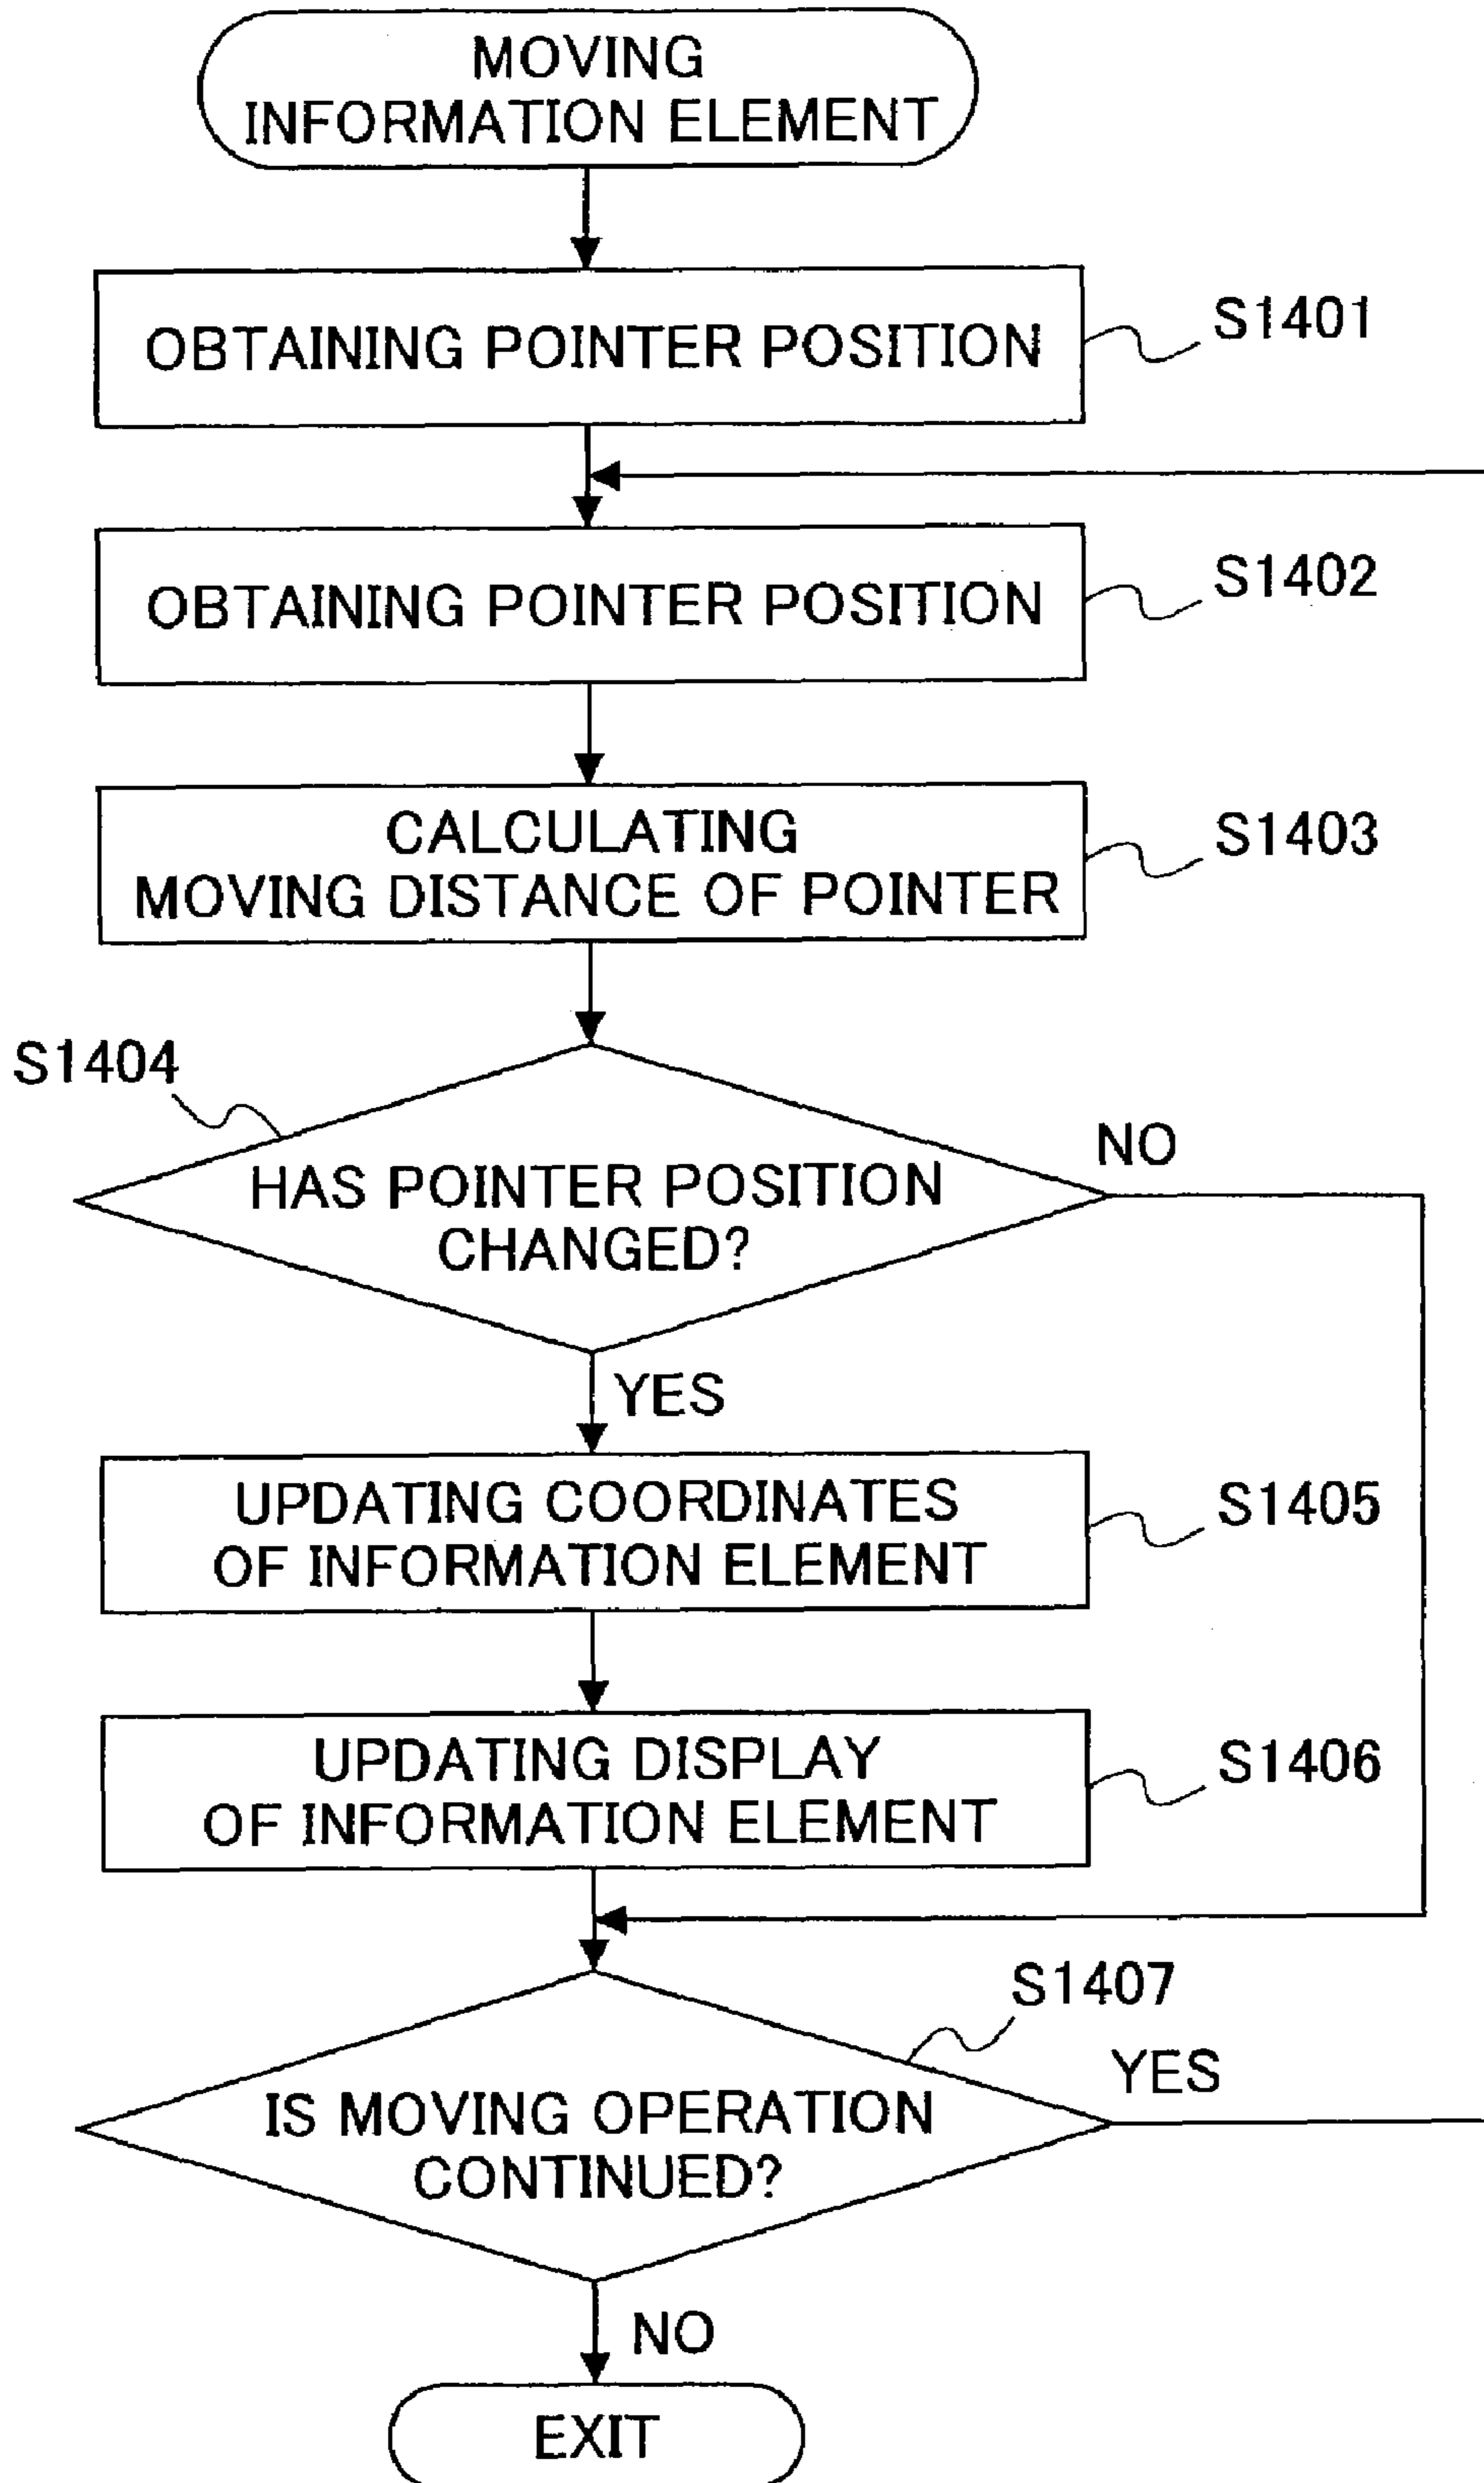 MOVING
INFORMATION ELEMENT
OBTAINING POINTER POSITION
S1401
OBTAINING POINTER POSITION
S1402
CALCULATING
MOVING DISTANCE OF POINTER
S1403
S1404
HAS POINTER POSITION
CHANGED?
NO
YES
UPDATING COORDINATES
OF INFORMATION ELEMENT
S1405
UPDATING DISPLAY
OF INFORMATION ELEMENT
S1406
S1407
IS MOVING OPERATION
CONTINUED?
YES
NO
EXIT